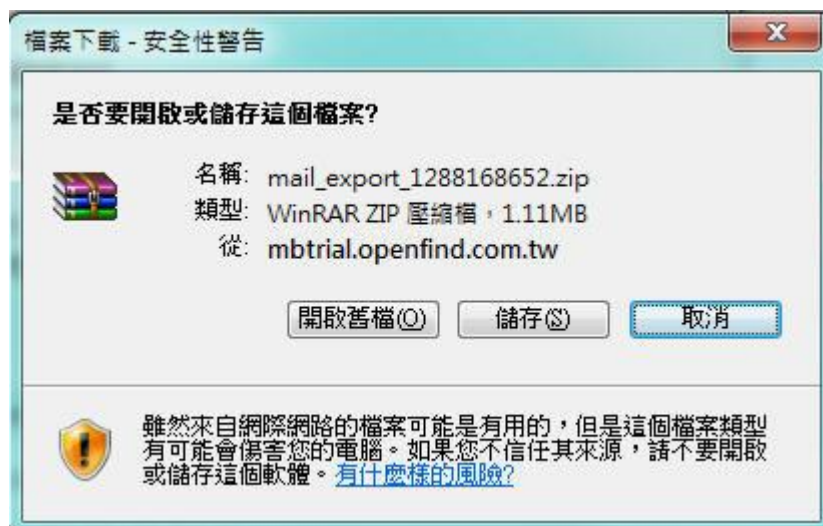 檔案下載 - 安全性警告
是否要開啟或儲存這個檔案?
名稱: mail_export_1288168652.zip
類型: WinRAR ZIP 壓縮檔，1.11MB
從: mbtrial.openfind.com.tw
開啟舊檔(O) 儲存(S) 取消
雖然來自網際網路的檔案可能是有用的，但是這個檔案類型
有可能會傷害您的電腦。如果您不信任其來源，請不要開啟
或儲存這個軟體。有什麼樣的風險?